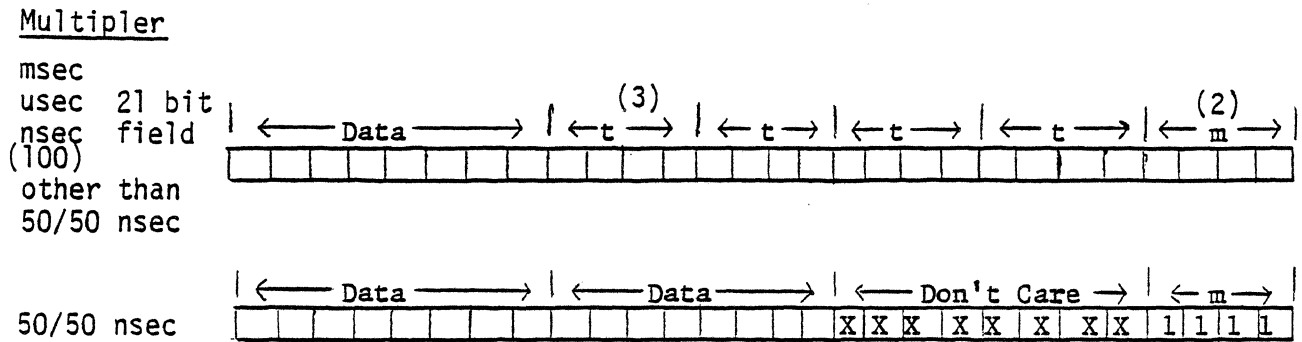 Multipler
msec
usec 21 bit (3) (2)
nsec field | ← Data → | ← t → | ← t → | ← t → | ← t → | ← m → |
(100)
other than
50/50 nsec
| ← Data → | ← Data → | ← Don't Care → | ← m → |
50/50 nsec X X X X X X X X 1 1 1 1